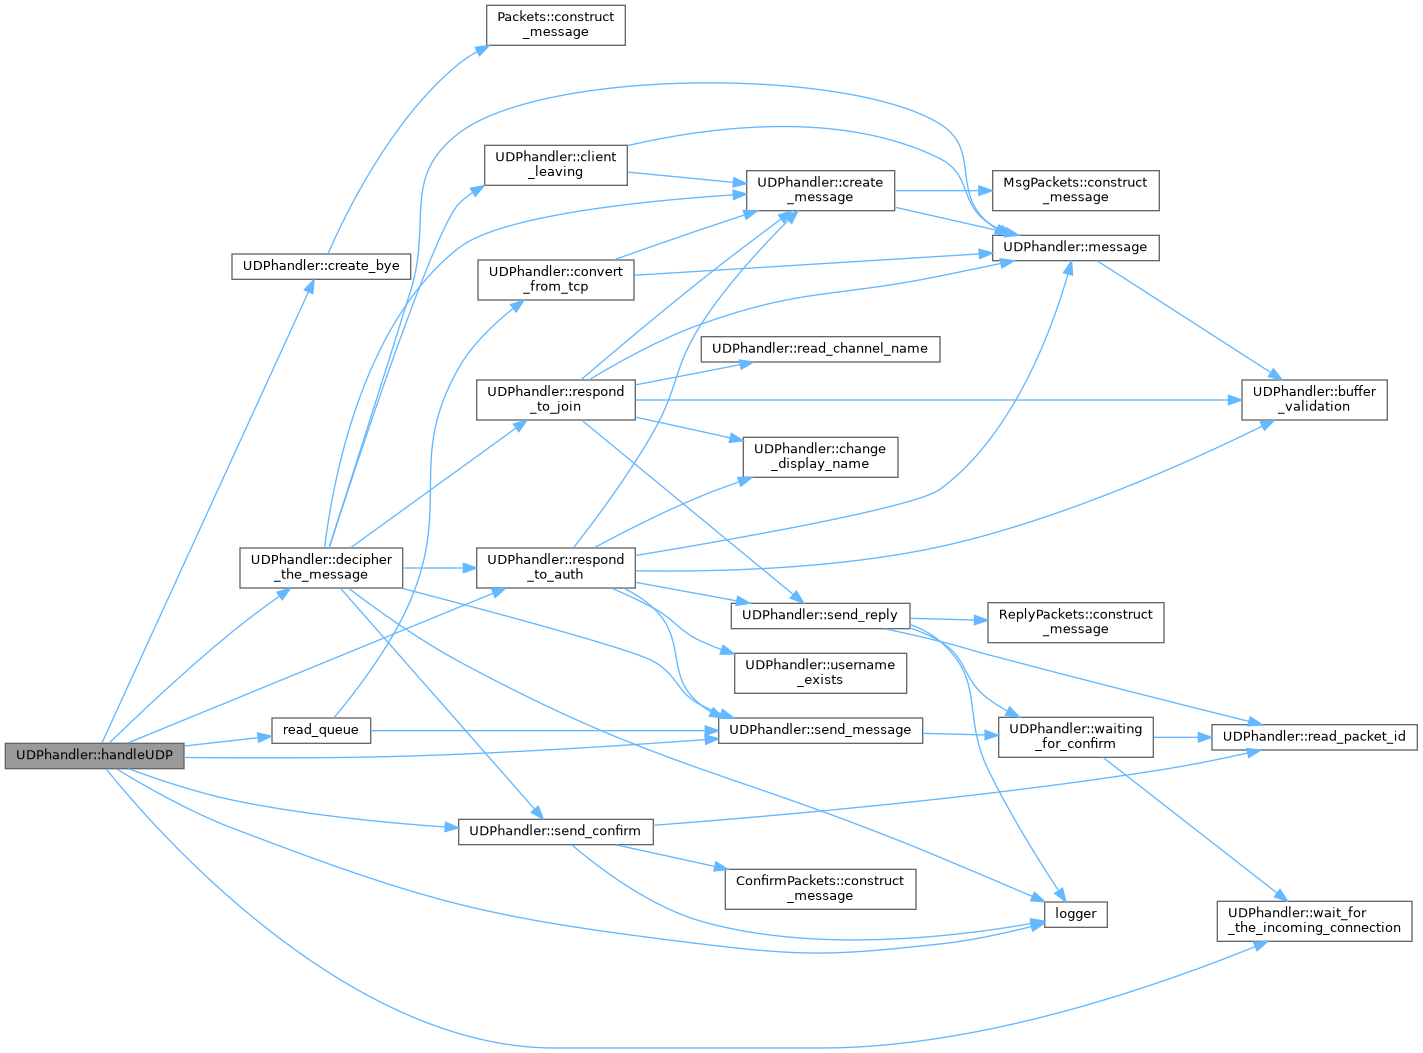 Packets::construct
_message
UDPhandler::client
_leaving
UDPhandler::create
_message
MsgPackets::construct
_message
UDPhandler::message
UDPhandler::create_bye
UDPhandler::convert
_from_tcp
UDPhandler::read_channel_name
UDPhandler::respond
_to_join
UDPhandler::buffer
_validation
UDPhandler::change
_display_name
UDPhandler::decipher
_the_message
UDPhandler::respond
_to_auth
UDPhandler::send_reply
ReplyPackets::construct
_message
UDPhandler::username
_exists
read_queue
UDPhandler::send_message
UDPhandler::waiting
_for_confirm
UDPhandler::read_packet_id
UDPhandler::handleUDP
UDPhandler::send_confirm
ConfirmPackets::construct
_message
logger
UDPhandler::wait_for
_the_incoming_connection